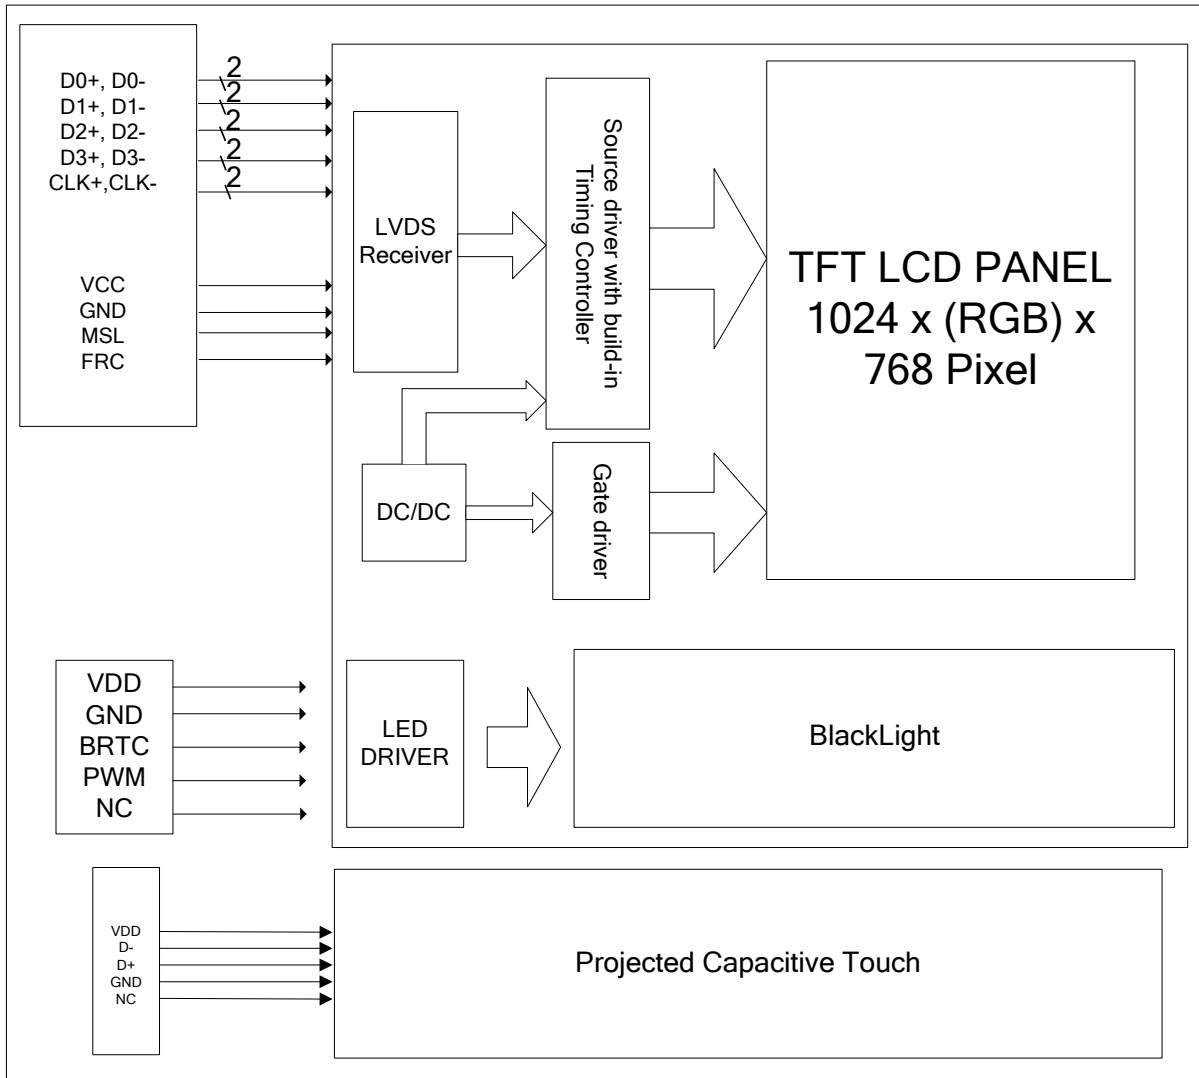 D0+, D0-
D1+, D1-
D2+, D2-
D3+, D3-
CLK+,CLK-
2
2
2
2
2
VCC
GND
MSL
FRC
LVDS
Receiver
Source driver with build-in
Timing Controller
TFT LCD PANEL
1024 x (RGB) x
768 Pixel
DC/DC
Gate driver
VDD
GND
BRTC
PWM
NC
LED
DRIVER
BlackLight
VDD
D-
D+
GND
NC
Projected Capacitive Touch